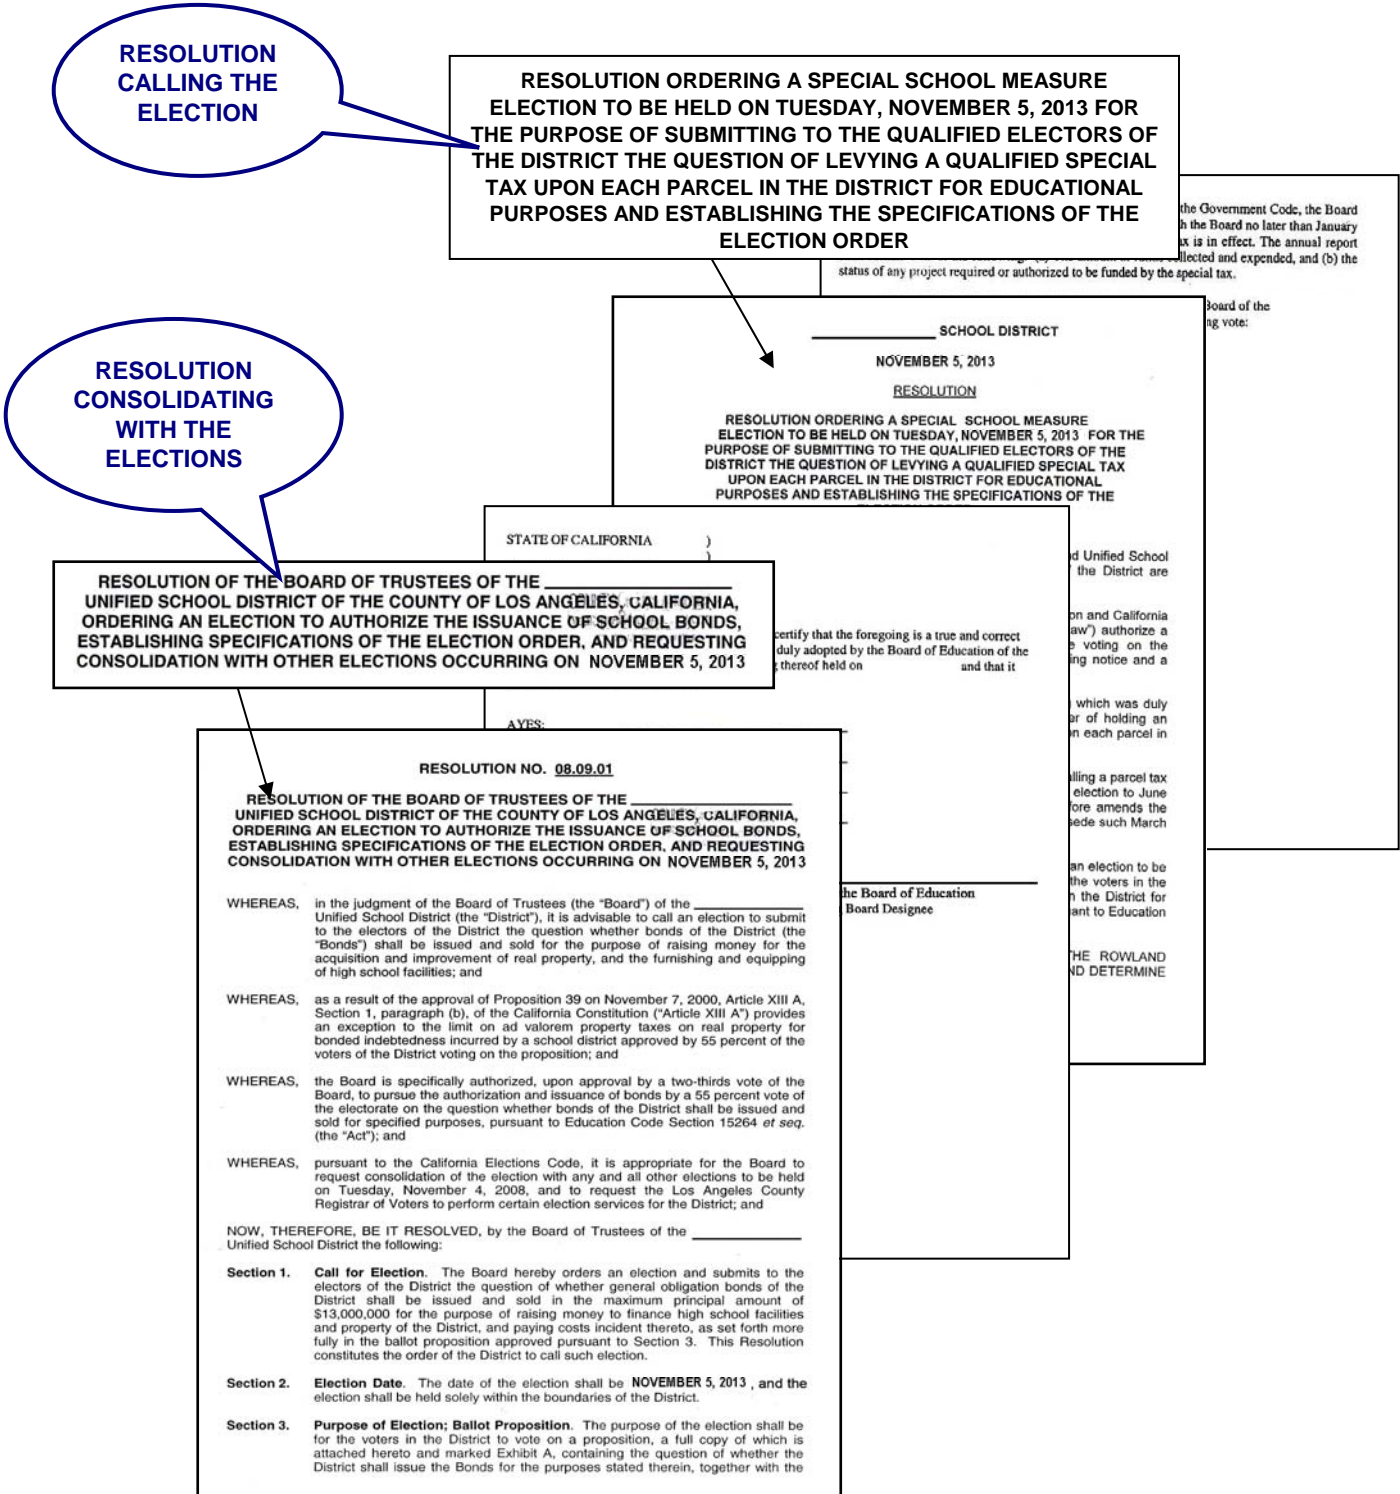 RESOLUTION
CALLING THE
ELECTION
RESOLUTION ORDERING A SPECIAL SCHOOL MEASURE
ELECTION TO BE HELD ON TUESDAY, NOVEMBER 5, 2013 FOR
THE PURPOSE OF SUBMITTING TO THE QUALIFIED ELECTORS OF
THE DISTRICT THE QUESTION OF LEVYING A QUALIFIED SPECIAL
TAX UPON EACH PARCEL IN THE DISTRICT FOR EDUCATIONAL
PURPOSES AND ESTABLISHING THE SPECIFICATIONS OF THE
ELECTION ORDER
the Government Code, the Board
h the Board no later than January
x is in effect. The annual report
llected and expended, and (b) the
status of any project required or authorized to be funded by the special tax.
Board of the
ng vote:
SCHOOL DISTRICT
NOVEMBER 5, 2013
RESOLUTION
RESOLUTION ORDERING A SPECIAL SCHOOL MEASURE
ELECTION TO BE HELD ON TUESDAY, NOVEMBER 5, 2013 FOR THE
PURPOSE OF SUBMITTING TO THE QUALIFIED ELECTORS OF THE
DISTRICT THE QUESTION OF LEVYING A QUALIFIED SPECIAL TAX
UPON EACH PARCEL IN THE DISTRICT FOR EDUCATIONAL
PURPOSES AND ESTABLISHING THE SPECIFICATIONS OF THE
d Unified School
the District are
on and California
aw") authorize a
voting on the
ing notice and a
which was duly
er of holding an
n each parcel in
lling a parcel tax
election to June
fore amends the
sede such March
an election to be
the voters in the
n the District for
ant to Education
THE ROWLAND
ND DETERMINE
RESOLUTION
CONSOLIDATING
WITH THE
ELECTIONS
STATE OF CALIFORNIA )
)
certify that the foregoing is a true and correct
duly adopted by the Board of Education of the
thereof held on and that it
AYES:
the Board of Education
Board Designee
RESOLUTION OF THE BOARD OF TRUSTEES OF THE
UNIFIED SCHOOL DISTRICT OF THE COUNTY OF LOS ANGELES, CALIFORNIA,
ORDERING AN ELECTION TO AUTHORIZE THE ISSUANCE OF SCHOOL BONDS,
ESTABLISHING SPECIFICATIONS OF THE ELECTION ORDER, AND REQUESTING
CONSOLIDATION WITH OTHER ELECTIONS OCCURRING ON NOVEMBER 5, 2013
RESOLUTION NO. 08.09.01
RESOLUTION OF THE BOARD OF TRUSTEES OF THE
UNIFIED SCHOOL DISTRICT OF THE COUNTY OF LOS ANGELES, CALIFORNIA,
ORDERING AN ELECTION TO AUTHORIZE THE ISSUANCE OF SCHOOL BONDS,
ESTABLISHING SPECIFICATIONS OF THE ELECTION ORDER, AND REQUESTING
CONSOLIDATION WITH OTHER ELECTIONS OCCURRING ON NOVEMBER 5, 2013
WHEREAS, in the judgment of the Board of Trustees (the "Board") of the
Unified School District (the "District"), it is advisable to call an election to submit
to the electors of the District the question whether bonds of the District (the
"Bonds") shall be issued and sold for the purpose of raising money for the
acquisition and improvement of real property, and the furnishing and equipping
of high school facilities; and
WHEREAS, as a result of the approval of Proposition 39 on November 7, 2000, Article XIII A,
Section 1, paragraph (b), of the California Constitution ("Article XIII A") provides
an exception to the limit on ad valorem property taxes on real property for
bonded indebtedness incurred by a school district approved by 55 percent of the
voters of the District voting on the proposition; and
WHEREAS, the Board is specifically authorized, upon approval by a two-thirds vote of the
Board, to pursue the authorization and issuance of bonds by a 55 percent vote of
the electorate on the question whether bonds of the District shall be issued and
sold for specified purposes, pursuant to Education Code Section 15264 et seq.
(the "Act"); and
WHEREAS, pursuant to the California Elections Code, it is appropriate for the Board to
request consolidation of the election with any and all other elections to be held
on Tuesday, November 4, 2008, and to request the Los Angeles County
Registrar of Voters to perform certain election services for the District; and
NOW, THEREFORE, BE IT RESOLVED, by the Board of Trustees of the
Unified School District the following:
Section 1. Call for Election. The Board hereby orders an election and submits to the
electors of the District the question of whether general obligation bonds of the
District shall be issued and sold in the maximum principal amount of
$13,000,000 for the purpose of raising money to finance high school facilities
and property of the District, and paying costs incident thereto, as set forth more
fully in the ballot proposition approved pursuant to Section 3. This Resolution
constitutes the order of the District to call such election.
Section 2. Election Date. The date of the election shall be NOVEMBER 5, 2013 , and the
election shall be held solely within the boundaries of the District.
Section 3. Purpose of Election; Ballot Proposition. The purpose of the election shall be
for the voters in the District to vote on a proposition, a full copy of which is
attached hereto and marked Exhibit A, containing the question of whether the
District shall issue the Bonds for the purposes stated therein, together with the